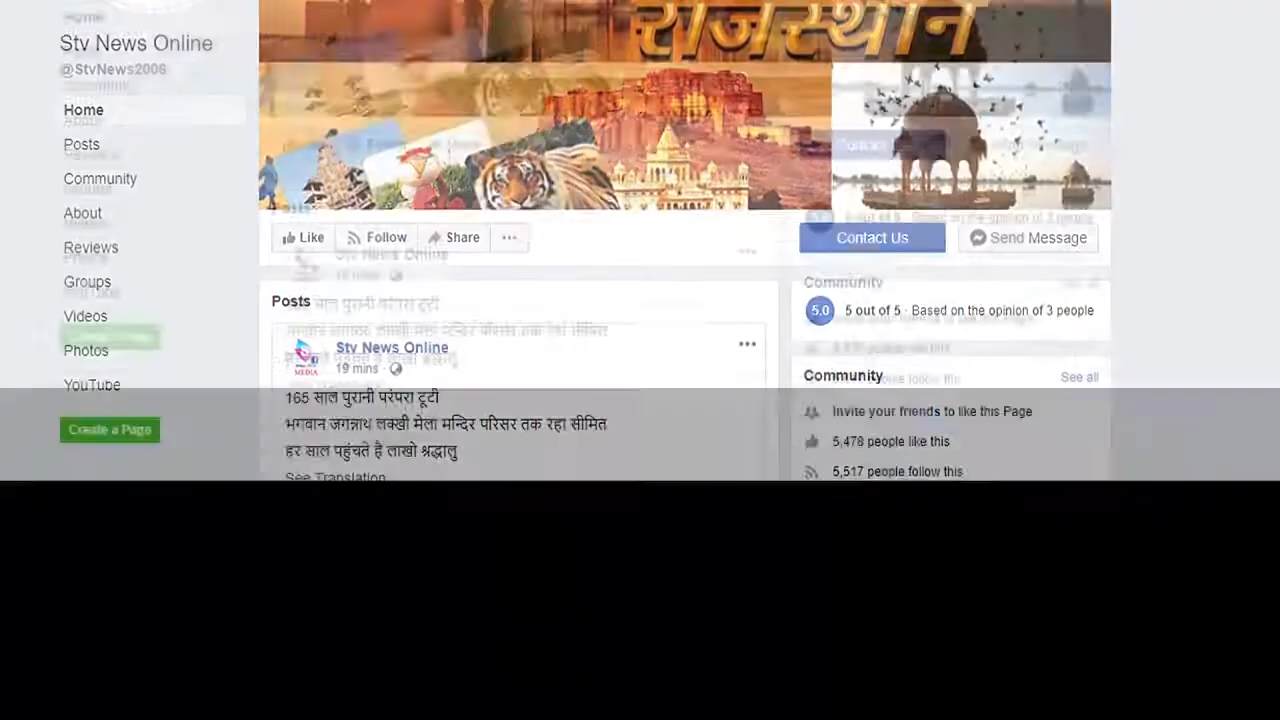 राजस्थान
Stv News Online
@StvNews2006
Home
Posts
Community
About
Reviews
Groups
Videos
Photos
YouTube
Create a Page
Like
Follow
Share
Contact Us
Send Message
Posts
Stv News Online
19 mins
165 साल पुरानी परंपरा टूटी
भगवान जगन्नाथ लक्खी मेला मन्दिर परिसर तक रहा सीमित
हर साल पहुंचते है लाखो श्रद्धालु
See Translation
5.0
5 out of 5 · Based on the opinion of 3 people
Community
See all
Invite your friends to like this Page
5,478 people like this
5,517 people follow this